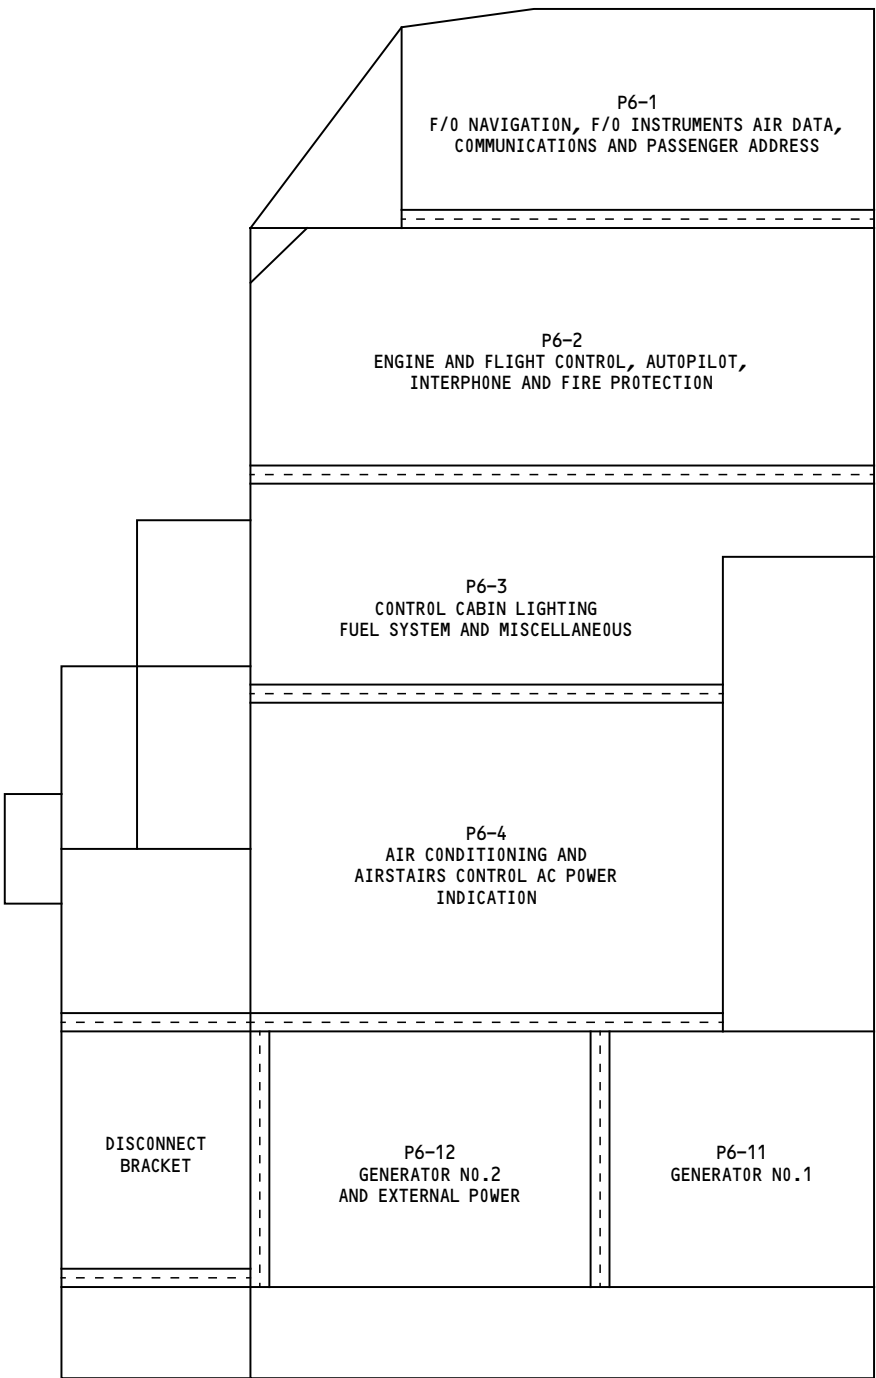 P6-1
F/O NAVIGATION, F/O INSTRUMENTS AIR DATA,
COMMUNICATIONS AND PASSENGER ADDRESS
P6-2
ENGINE AND FLIGHT CONTROL, AUTOPILOT,
INTERPHONE AND FIRE PROTECTION
P6-3
CONTROL CABIN LIGHTING
FUEL SYSTEM AND MISCELLANEOUS
P6-4
AIR CONDITIONING AND
AIRSTAIRS CONTROL AC POWER
INDICATION
DISCONNECT
BRACKET
P6-12
GENERATOR NO.2
AND EXTERNAL POWER
P6-11
GENERATOR NO.1